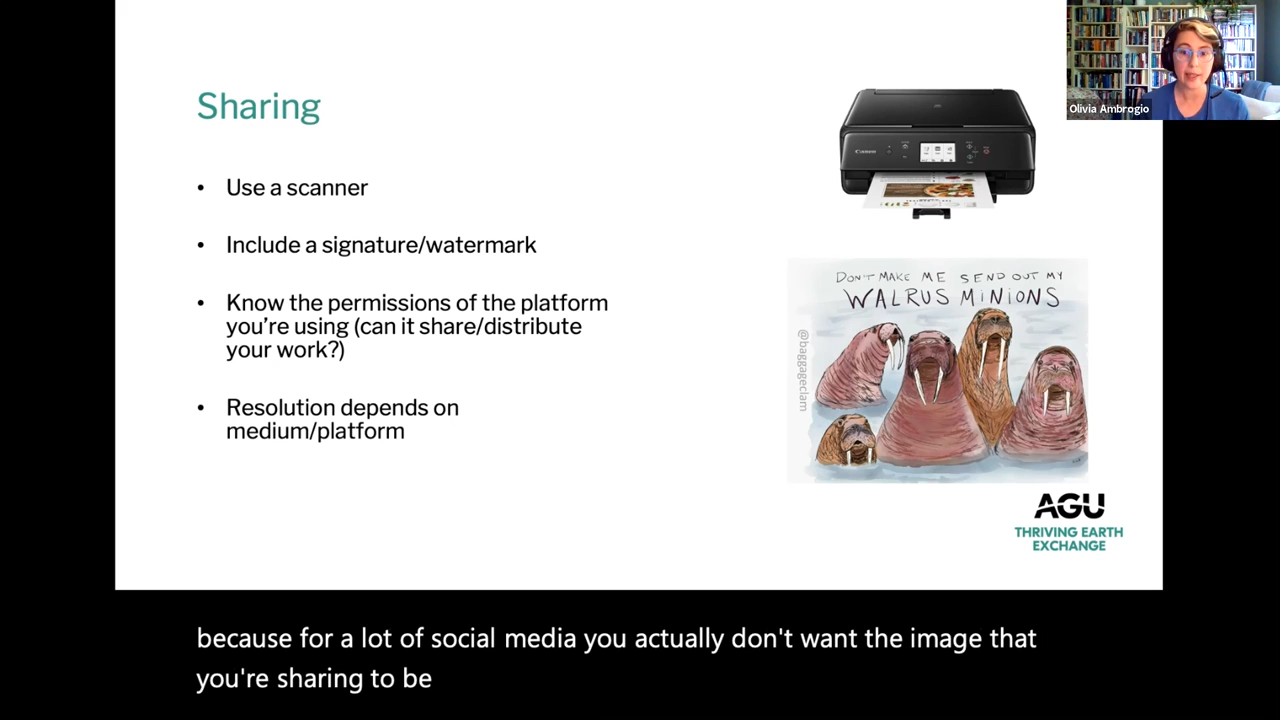 Sharing
Olivia Ambrogio
Canon
• Use a scanner
• Include a signature/watermark
• Know the permissions of the platform
you're using (can it share/distribute
your work?)
• Resolution depends on
medium/platform
DON'T MAKE ME SEND OUT MY
WALRUS MINIONS
@baggageclam
AGU
THRIVING EARTH
EXCHANGE
because for a lot of social media you actually don't want the image that
you're sharing to be